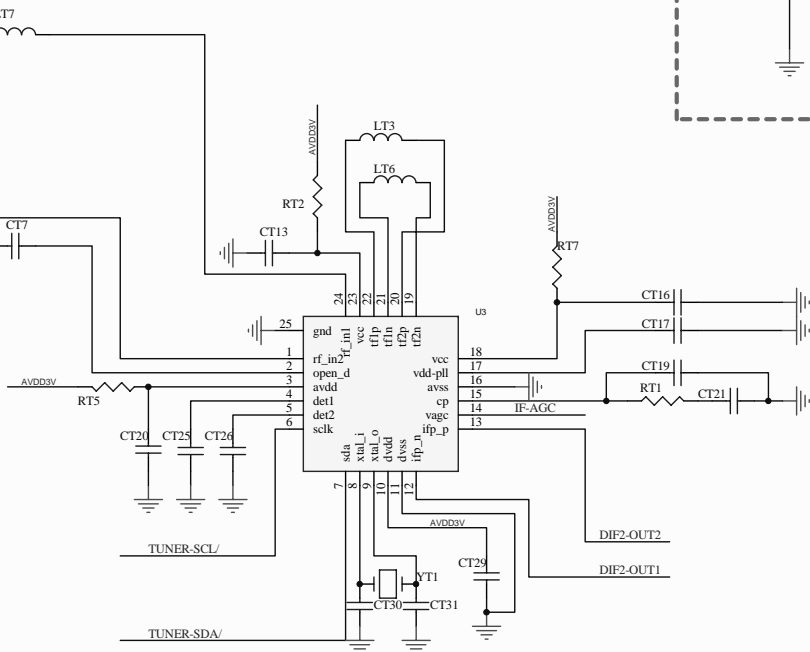 LT7
AVDD3V
LT3
LT6
RT2
AVDD3V
RT7
CT7
CT13
CT16
CT17
24
23
22
21
20
19
U3
25
gnd
rf_in1
vcc
tf1p
tf1n
tf2p
tf2n
1
rf_in2
2
open_d
3
avdd
4
det1
5
det2
6
sclk
vcc
18
vdd-pll
17
avss
16
cp
15
vagc
14
ifp_p
13
sda
xtal_i
xtal_o
dvdd
dvss
ifp_n
7
8
9
10
11
12
AVDD3V
RT5
CT20
CT25
CT26
CT19
RT1
CT21
IF-AGC
AVDD3V
DIF2-OUT2
TUNER-SCL/
CT29
DIF2-OUT1
YT1
CT30
CT31
TUNER-SDA/